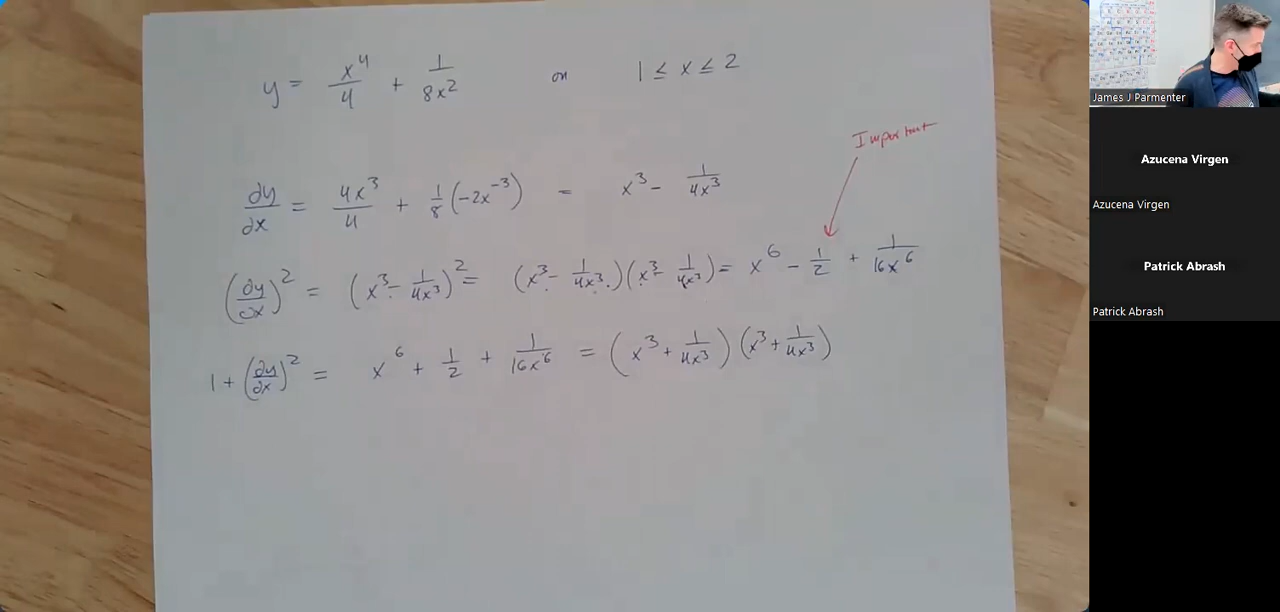 y = x⁴/4 + 1/8x² on 1 ≤ x ≤ 2
Important
dy/dx = 4x³/4 + 1/8(-2x⁻³) = x³ - 1/4x³
(dy/dx)² = (x³ - 1/4x³)² = (x³ - 1/4x³)(x³ - 1/4x³) = x⁶ - 1/2 + 1/16x⁶
1 + (dy/dx)² = x⁶ + 1/2 + 1/16x⁶ = (x³ + 1/4x³)(x³ + 1/4x³)
James J Parmenter
Azucena Virgen
Azucena Virgen
Patrick Abrash
Patrick Abrash